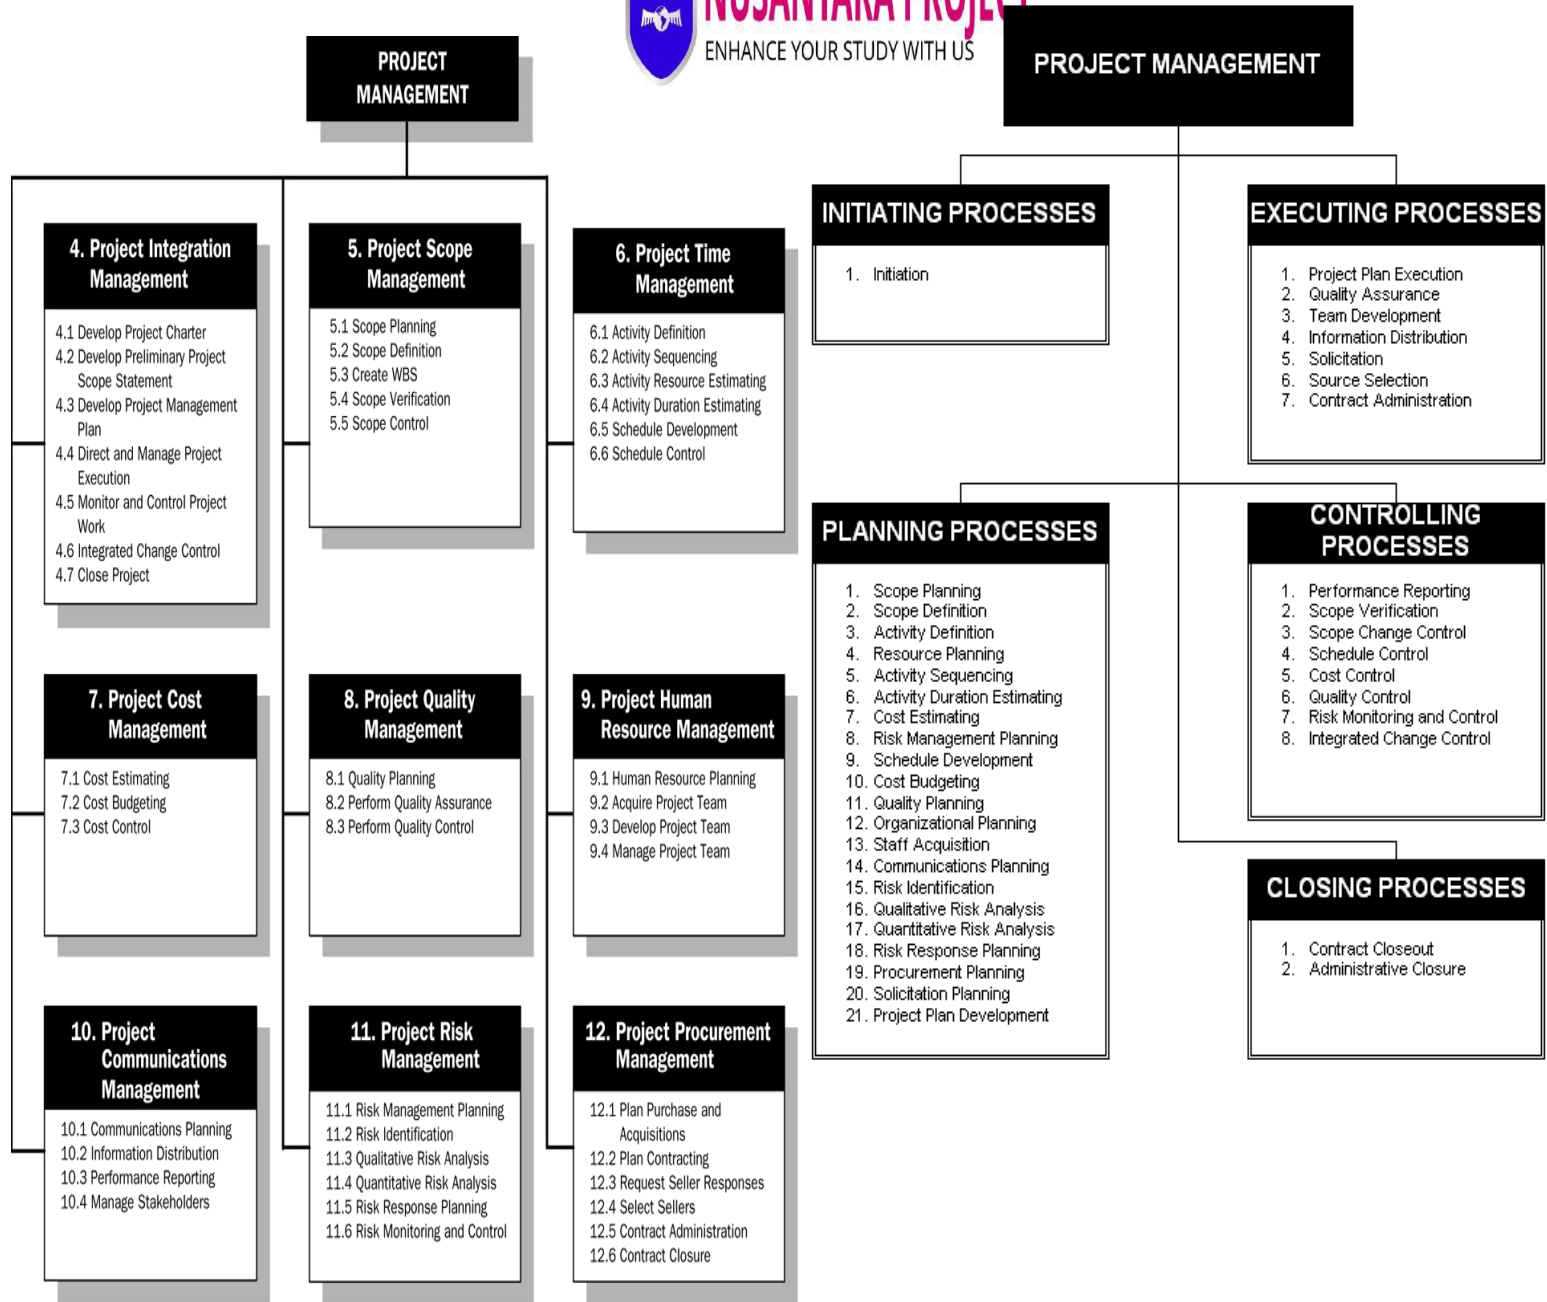 NUSANTARA PROJECT
ENHANCE YOUR STUDY WITH US
PROJECT
MANAGEMENT
4. Project Integration
Management
4.1 Develop Project Charter
4.2 Develop Preliminary Project
Scope Statement
4.3 Develop Project Management
Plan
4.4 Direct and Manage Project
Execution
4.5 Monitor and Control Project
Work
4.6 Integrated Change Control
4.7 Close Project
5. Project Scope
Management
5.1 Scope Planning
5.2 Scope Definition
5.3 Create WBS
5.4 Scope Verification
5.5 Scope Control
6. Project Time
Management
6.1 Activity Definition
6.2 Activity Sequencing
6.3 Activity Resource Estimating
6.4 Activity Duration Estimating
6.5 Schedule Development
6.6 Schedule Control
7. Project Cost
Management
7.1 Cost Estimating
7.2 Cost Budgeting
7.3 Cost Control
8. Project Quality
Management
8.1 Quality Planning
8.2 Perform Quality Assurance
8.3 Perform Quality Control
9. Project Human
Resource Management
9.1 Human Resource Planning
9.2 Acquire Project Team
9.3 Develop Project Team
9.4 Manage Project Team
10. Project
Communications
Management
10.1 Communications Planning
10.2 Information Distribution
10.3 Performance Reporting
10.4 Manage Stakeholders
11. Project Risk
Management
11.1 Risk Management Planning
11.2 Risk Identification
11.3 Qualitative Risk Analysis
11.4 Quantitative Risk Analysis
11.5 Risk Response Planning
11.6 Risk Monitoring and Control
12. Project Procurement
Management
12.1 Plan Purchase and
Acquisitions
12.2 Plan Contracting
12.3 Request Seller Responses
12.4 Select Sellers
12.5 Contract Administration
12.6 Contract Closure
PROJECT MANAGEMENT
INITIATING PROCESSES
1. Initiation
EXECUTING PROCESSES
1. Project Plan Execution
2. Quality Assurance
3. Team Development
4. Information Distribution
5. Solicitation
6. Source Selection
7. Contract Administration
PLANNING PROCESSES
1. Scope Planning
2. Scope Definition
3. Activity Definition
4. Resource Planning
5. Activity Sequencing
6. Activity Duration Estimating
7. Cost Estimating
8. Risk Management Planning
9. Schedule Development
10. Cost Budgeting
11. Quality Planning
12. Organizational Planning
13. Staff Acquisition
14. Communications Planning
15. Risk Identification
16. Qualitative Risk Analysis
17. Quantitative Risk Analysis
18. Risk Response Planning
19. Procurement Planning
20. Solicitation Planning
21. Project Plan Development
CONTROLLING
PROCESSES
1. Performance Reporting
2. Scope Verification
3. Scope Change Control
4. Schedule Control
5. Cost Control
6. Quality Control
7. Risk Monitoring and Control
8. Integrated Change Control
CLOSING PROCESSES
1. Contract Closeout
2. Administrative Closure